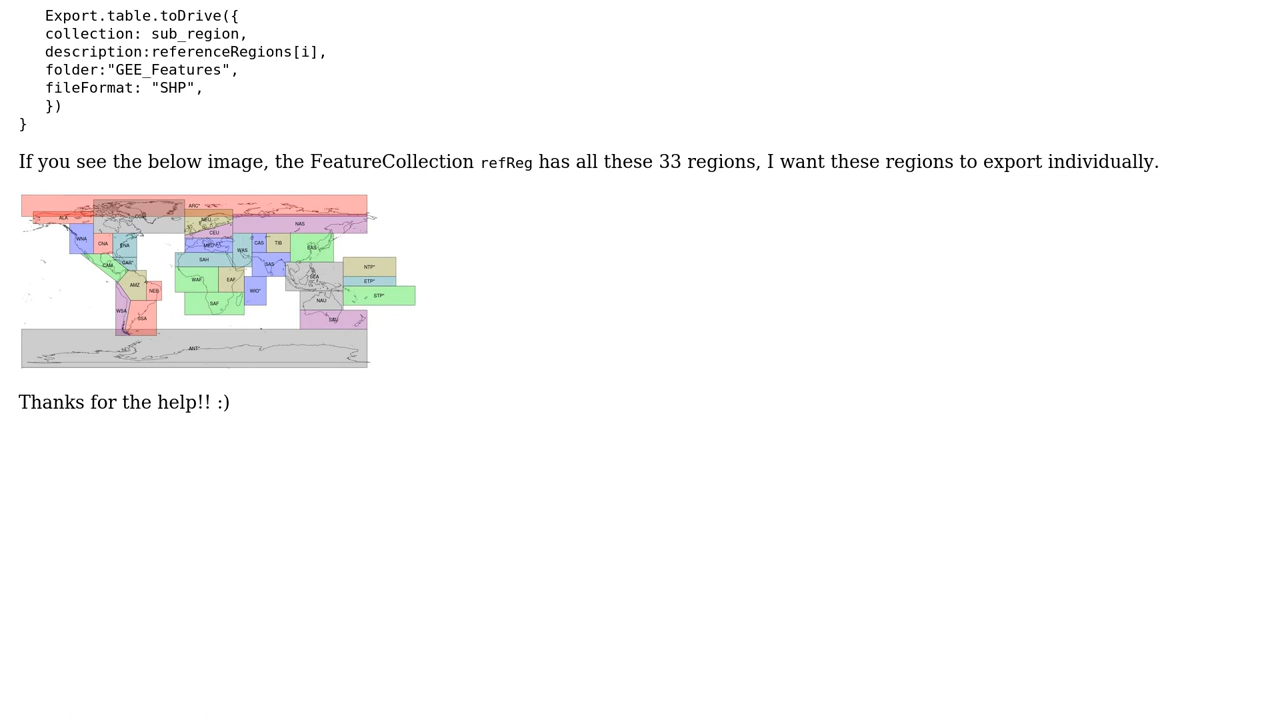 Export.table.toDrive({
collection: sub_region,
description:referenceRegions[i],
folder:"GEE_Features",
fileFormat: "SHP",
})
}
If you see the below image, the FeatureCollection refReg has all these 33 regions, I want these regions to export individually.
ARC*
ALA
NEU
NAS
CEU
WNA
CNA
ENA
CAS
TIB
EAS
WAS
SAH
CAM
CAR*
SAS
NTP*
SEA
WAF
EAF
ETP*
AMZ
NEB
WIO*
STP*
NAU
SAF
WSA
SSA
SAU
ANT*
Thanks for the help!! :)